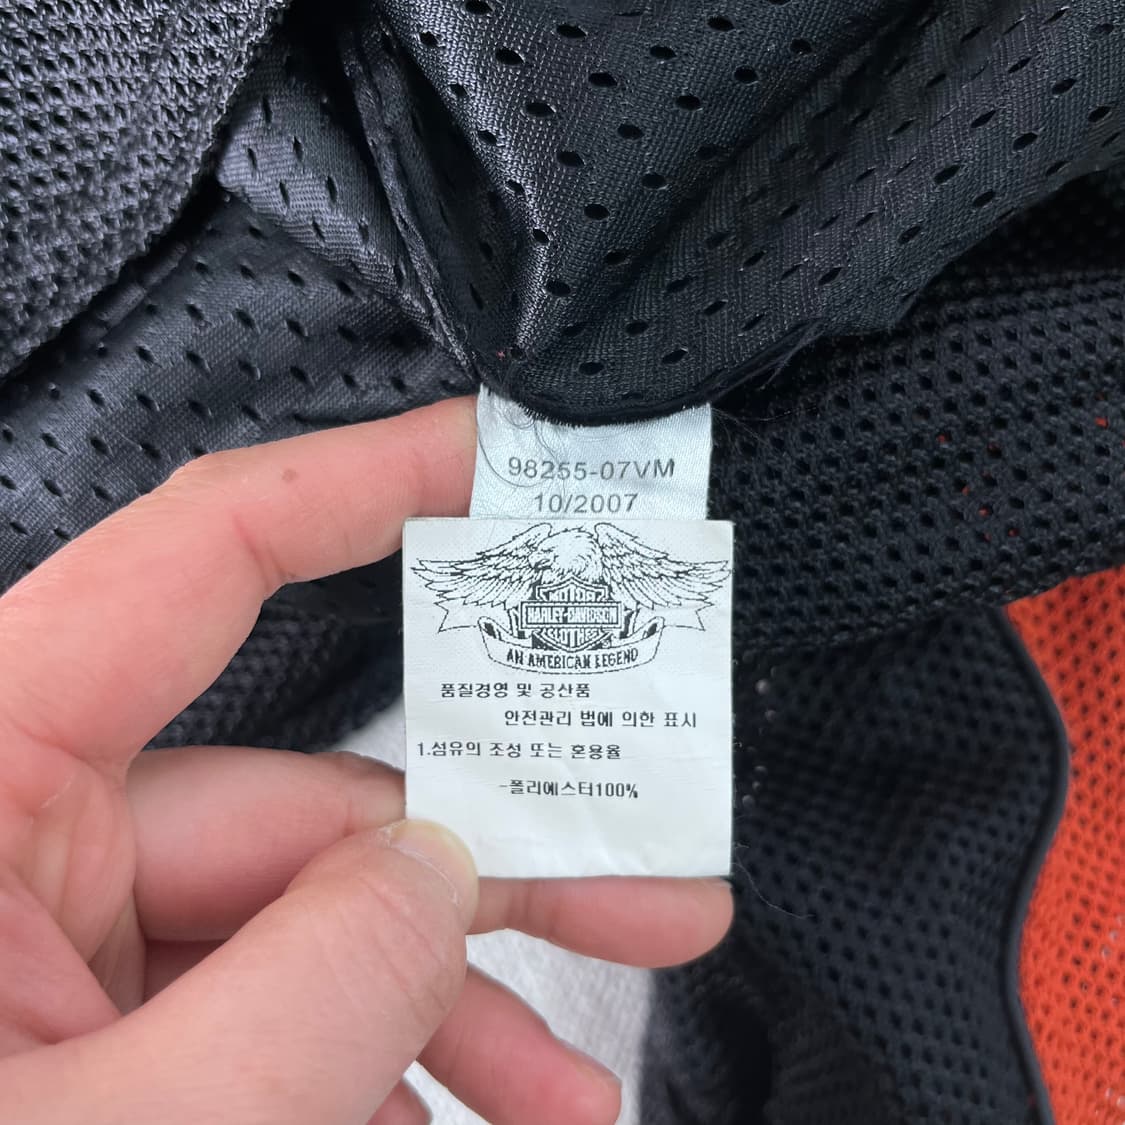 98255-07VM
10/2007
MOTOR
HARLEY-DAVIDSON
CLOTHES
AN AMERICAN LEGEND
품질경영 및 공산품
안전관리 법에 의한 표시
1.섬유의 조성 또는 혼용율
-폴리에스터100%